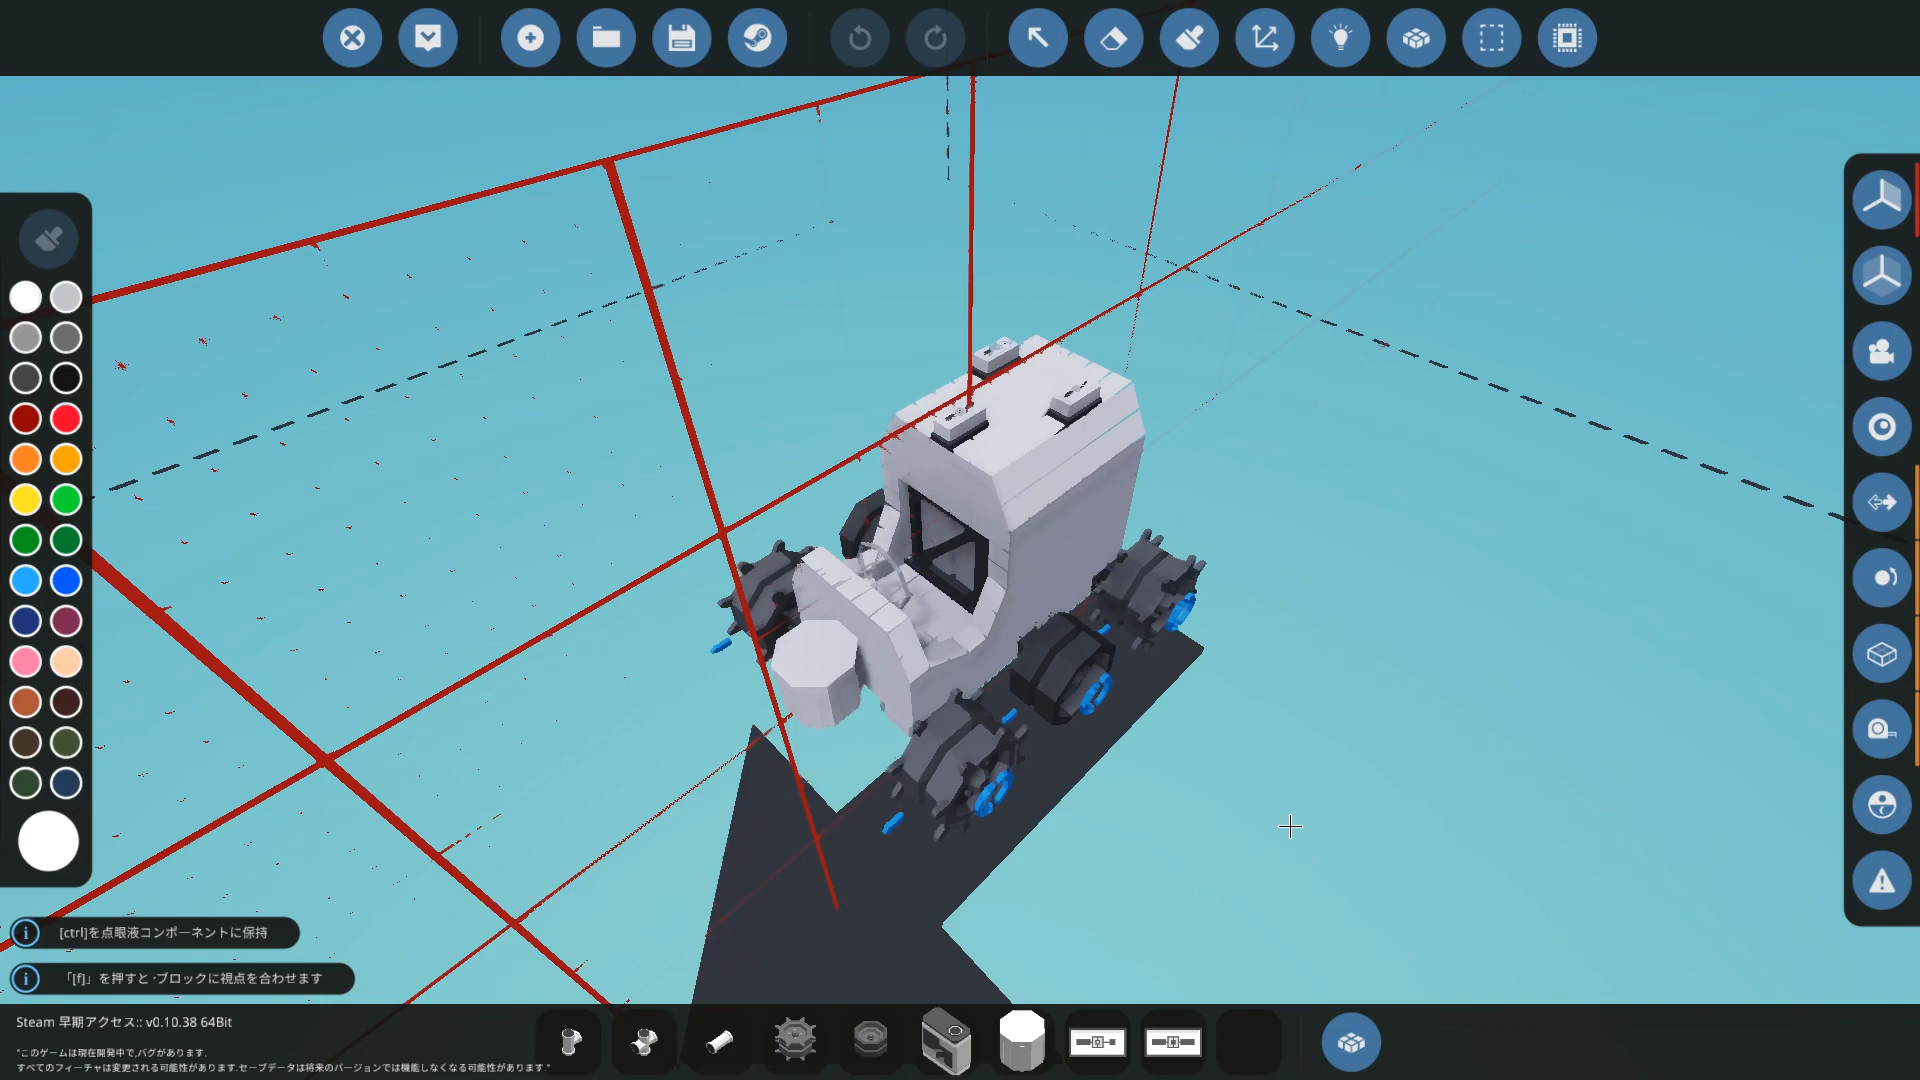 [ctrl]を点眼液コンポーネントに保持
「[f]」を押すと·ブロックに視点を合わせます
Steam 早期アクセス:: v0.10.38 64Bit
"このゲームは現在開発中で,バグがあります.
すべてのフィーチャは変更される可能性があります.セーブデータは将来のバージョンでは機能しなくなる可能性があります."